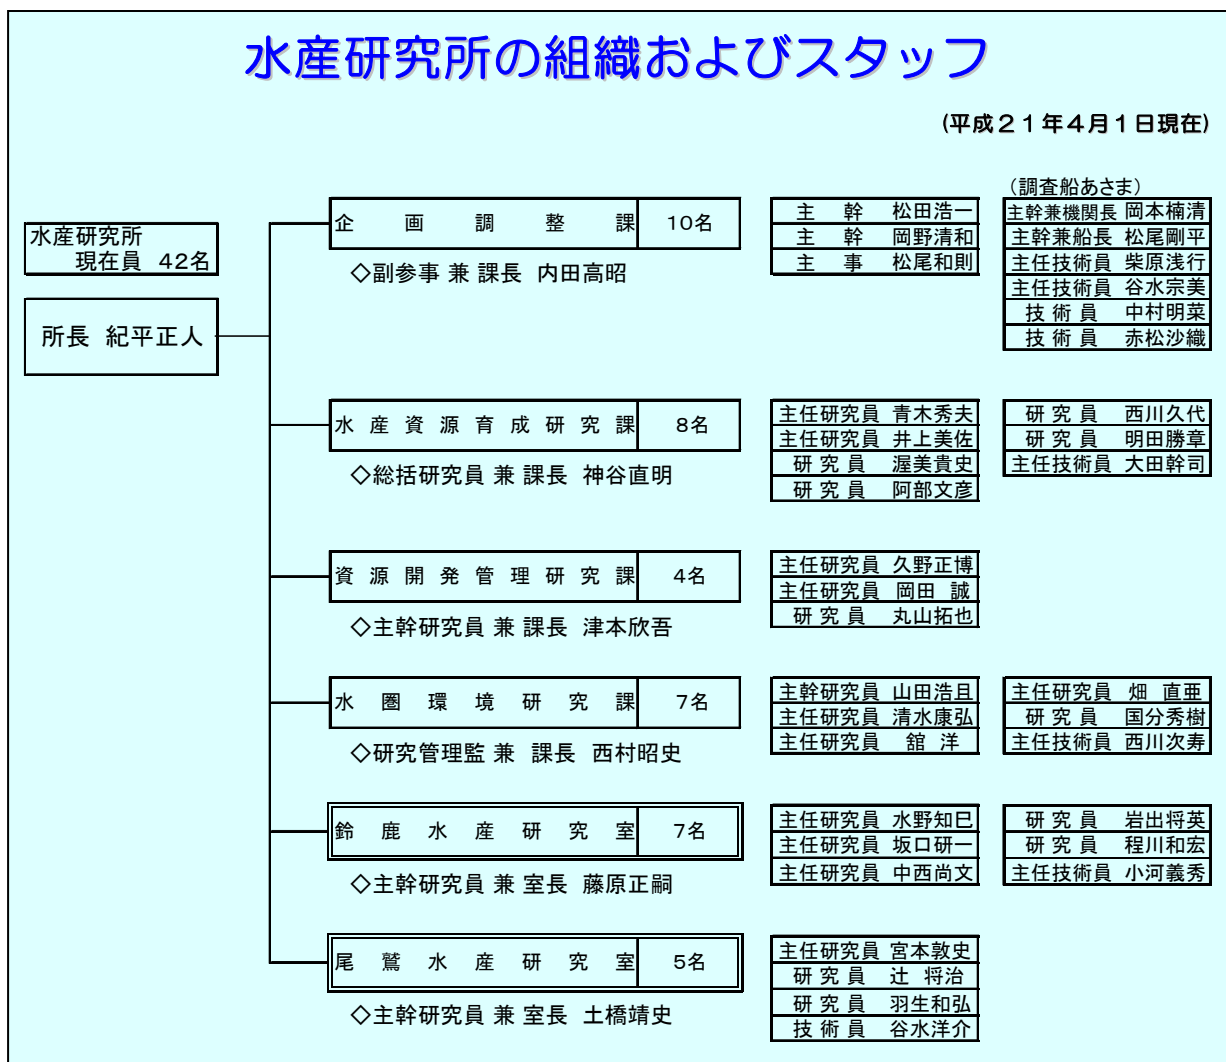 水産研究所の組織およびスタッフ
(平成２１年４月１日現在)
水産研究所
現在員 42名
所長 紀平正人
企画調整課 10名
◇副参事 兼 課長 内田高昭
主幹 松田浩一
主幹 岡野清和
主事 松尾和則
（調査船あさま）
主幹兼機関長 岡本楠清
主幹兼船長 松尾剛平
主任技術員 柴原浅行
主任技術員 谷水宗美
技術員 中村明菜
技術員 赤松沙織
水産資源育成研究課 8名
◇総括研究員 兼 課長 神谷直明
主任研究員 青木秀夫
主任研究員 井上美佐
研究員 渥美貴史
研究員 阿部文彦
研究員 西川久代
研究員 明田勝章
主任技術員 大田幹司
資源開発管理研究課 4名
◇主幹研究員 兼 課長 津本欣吾
主任研究員 久野正博
主任研究員 岡田 誠
研究員 丸山拓也
水圏環境研究課 7名
◇研究管理監 兼 課長 西村昭史
主幹研究員 山田浩且
主任研究員 清水康弘
主任研究員 舘 洋
主任研究員 畑 直亜
研究員 国分秀樹
主任技術員 西川次寿
鈴鹿水産研究室 7名
◇主幹研究員 兼 室長 藤原正嗣
主任研究員 水野知巳
主任研究員 坂口研一
主任研究員 中西尚文
研究員 岩出将英
研究員 程川和宏
主任技術員 小河義秀
尾鷲水産研究室 5名
◇主幹研究員 兼 室長 土橋靖史
主任研究員 宮本敦史
研究員 辻 将治
研究員 羽生和弘
技術員 谷水洋介